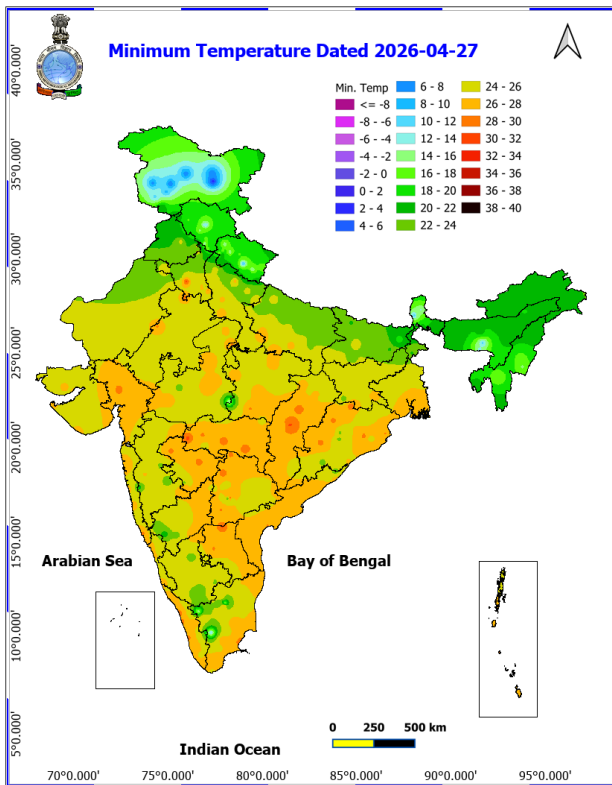 Minimum Temperature Dated 2026-04-27
Min. Temp
<= -8
-8 - -6
-6 - -4
-4 - -2
-2 - 0
0 - 2
2 - 4
4 - 6
6 - 8
8 - 10
10 - 12
12 - 14
14 - 16
16 - 18
18 - 20
20 - 22
22 - 24
24 - 26
26 - 28
28 - 30
30 - 32
32 - 34
34 - 36
36 - 38
38 - 40
40°0.000'
35°0.000'
30°0.000'
25°0.000'
20°0.000'
15°0.000'
10°0.000'
5°0.000'
Arabian Sea
Bay of Bengal
Indian Ocean
0 250 500 km
70°0.000' 75°0.000' 80°0.000' 85°0.000' 90°0.000' 95°0.000'